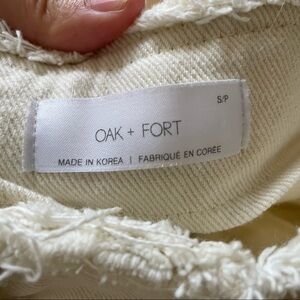 S/P
OAK + FORT
MADE IN KOREA | FABRIQUÉ EN CORÉE